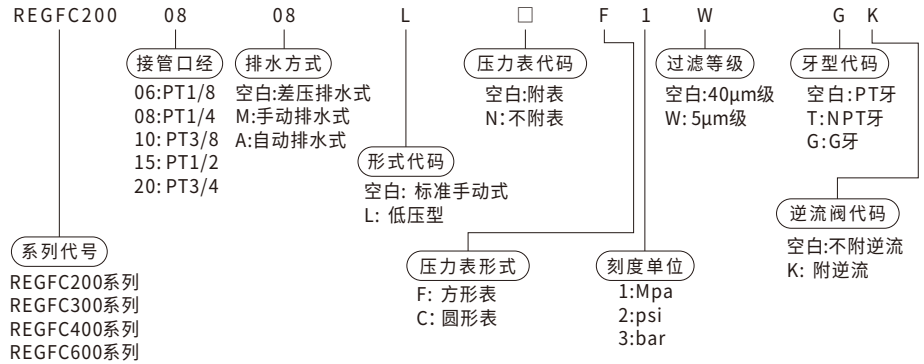 REGFC200 08 08 L □ F 1 W G K
接管口经
06:PT1/8
08:PT1/4
10: PT3/8
15: PT1/2
20: PT3/4
排水方式
空白:差压排水式
M:手动排水式
A:自动排水式
压力表代码
空白:附表
N:不附表
过滤等级
空白:40μm级
W: 5μm级
牙型代码
空白:PT牙
T:NPT牙
G:G牙
形式代码
空白: 标准手动式
L: 低压型
逆流阀代码
空白:不附逆流
K: 附逆流
系列代号
REGFC200系列
REGFC300系列
REGFC400系列
REGFC600系列
压力表形式
F: 方形表
C: 圆形表
刻度单位
1:Mpa
2:psi
3:bar